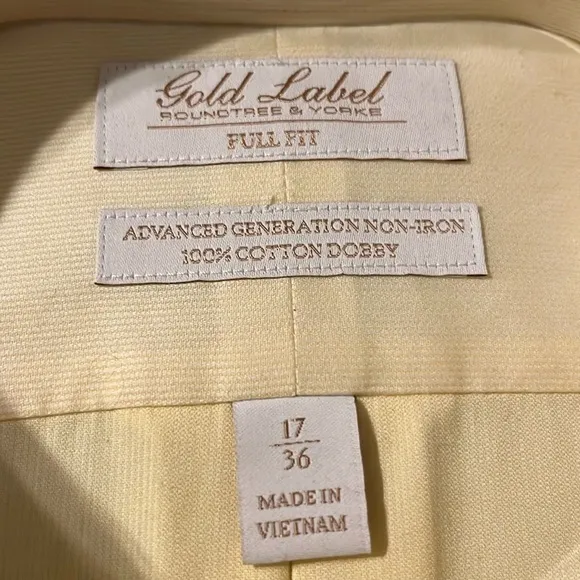 Gold Label
ROUNDTREE & YORKE
FULL FIT
ADVANCED GENERATION NON-IRON
100% COTTON DOBBY
17
36
MADE IN
VIETNAM